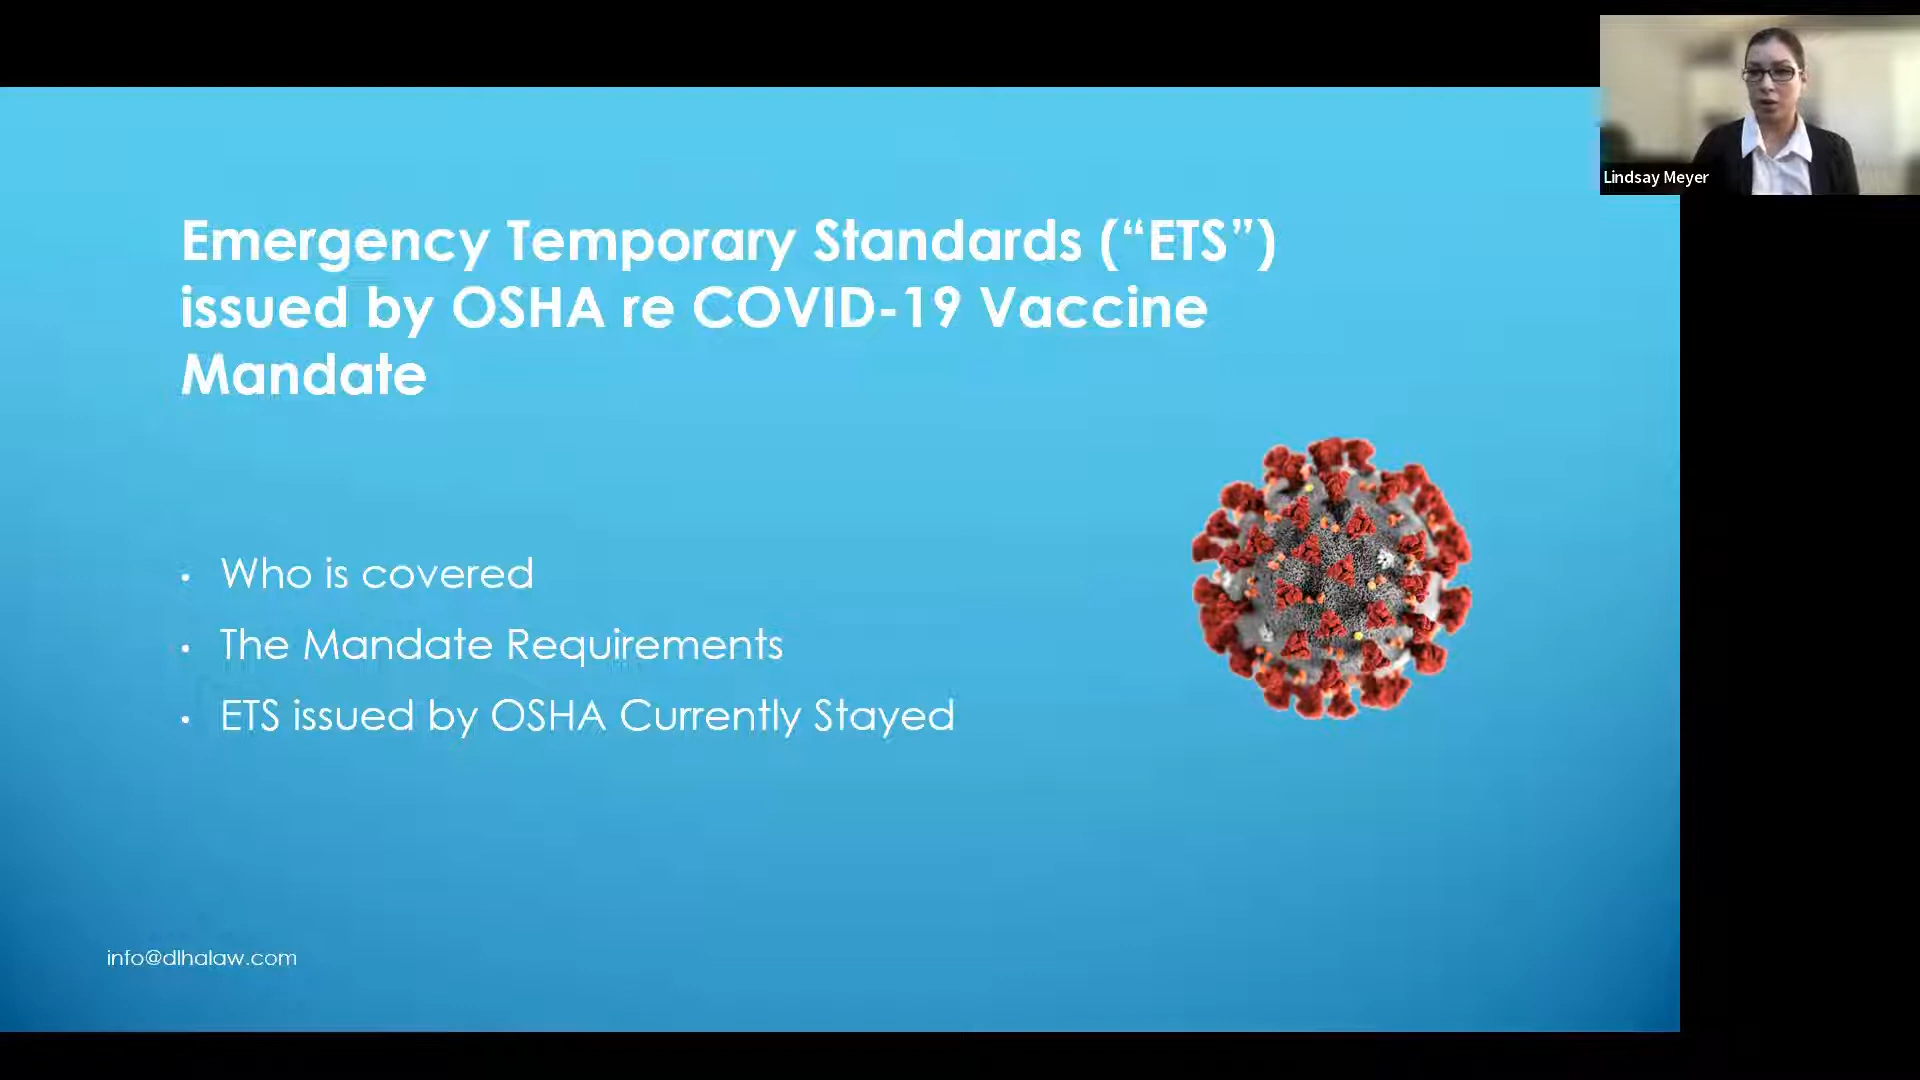 Lindsay Meyer
Emergency Temporary Standards (“ETS”)
issued by OSHA re COVID-19 Vaccine
Mandate
• Who is covered
• The Mandate Requirements
• ETS issued by OSHA Currently Stayed
info@dlhalaw.com